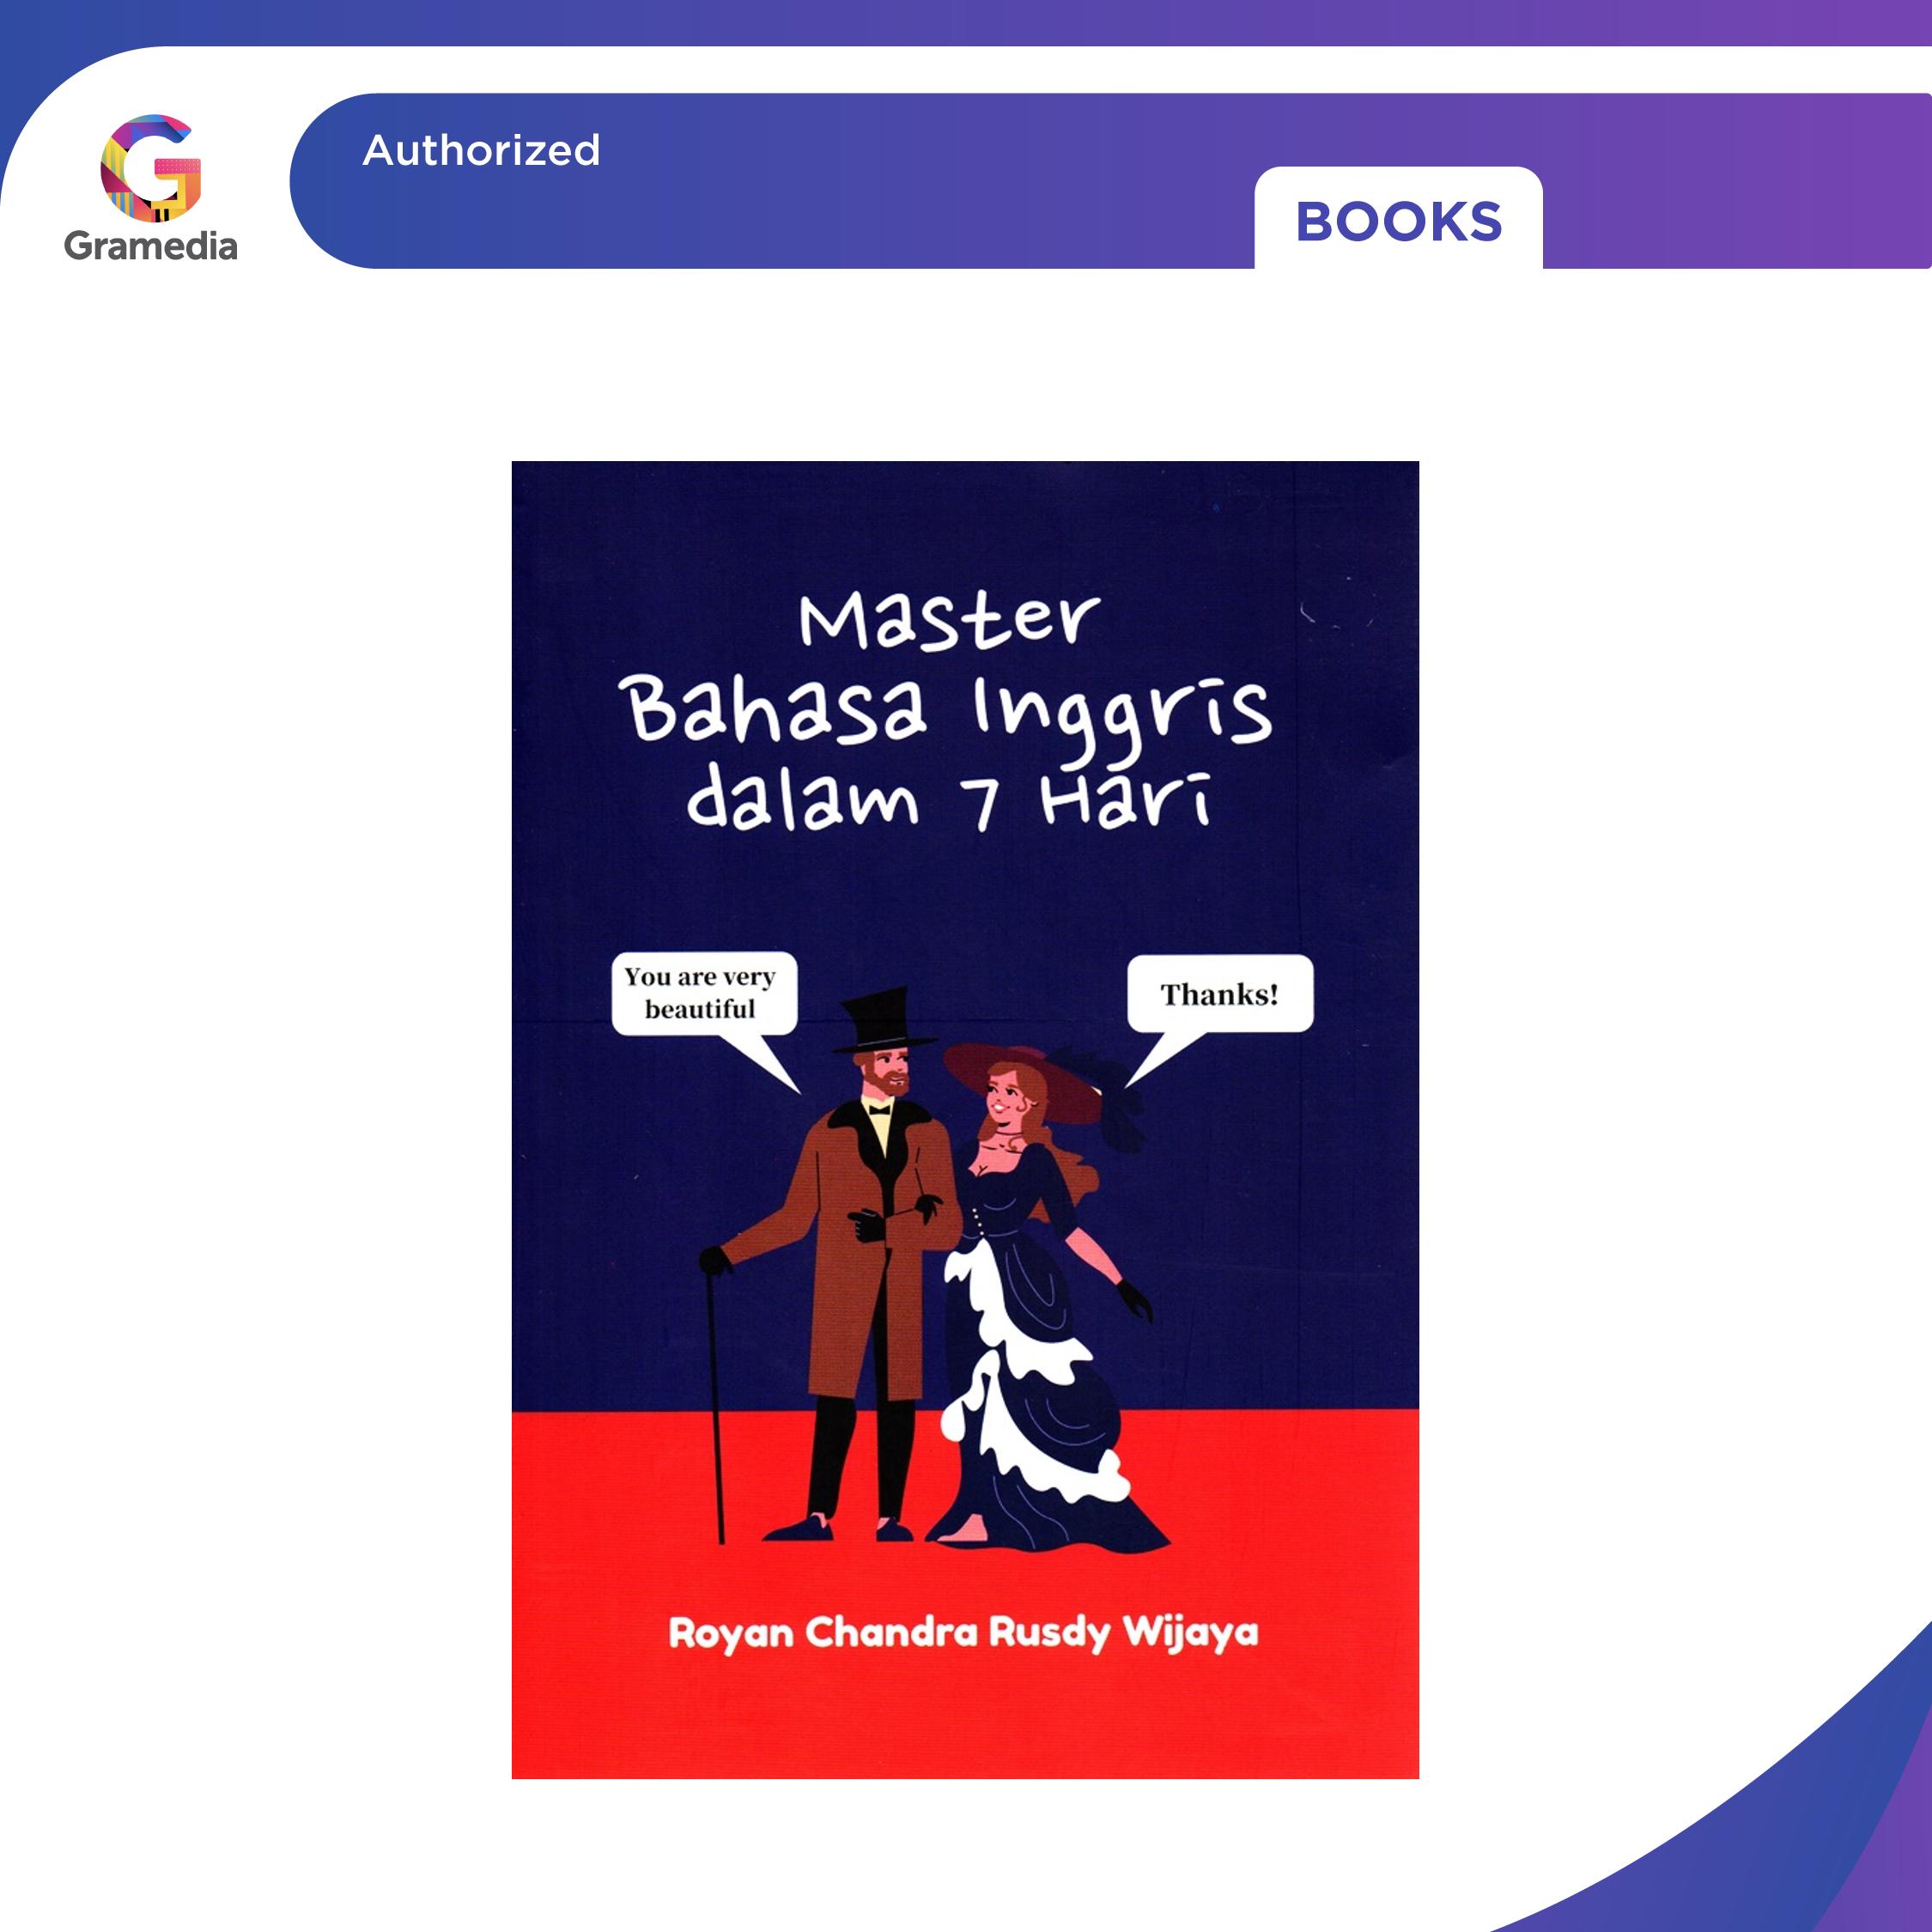 Gramedia
Authorized
BOOKS
Master
Bahasa Inggris
dalam 7 Hari
You are very
beautiful
Thanks!
Royan Chandra Rusdy Wijaya